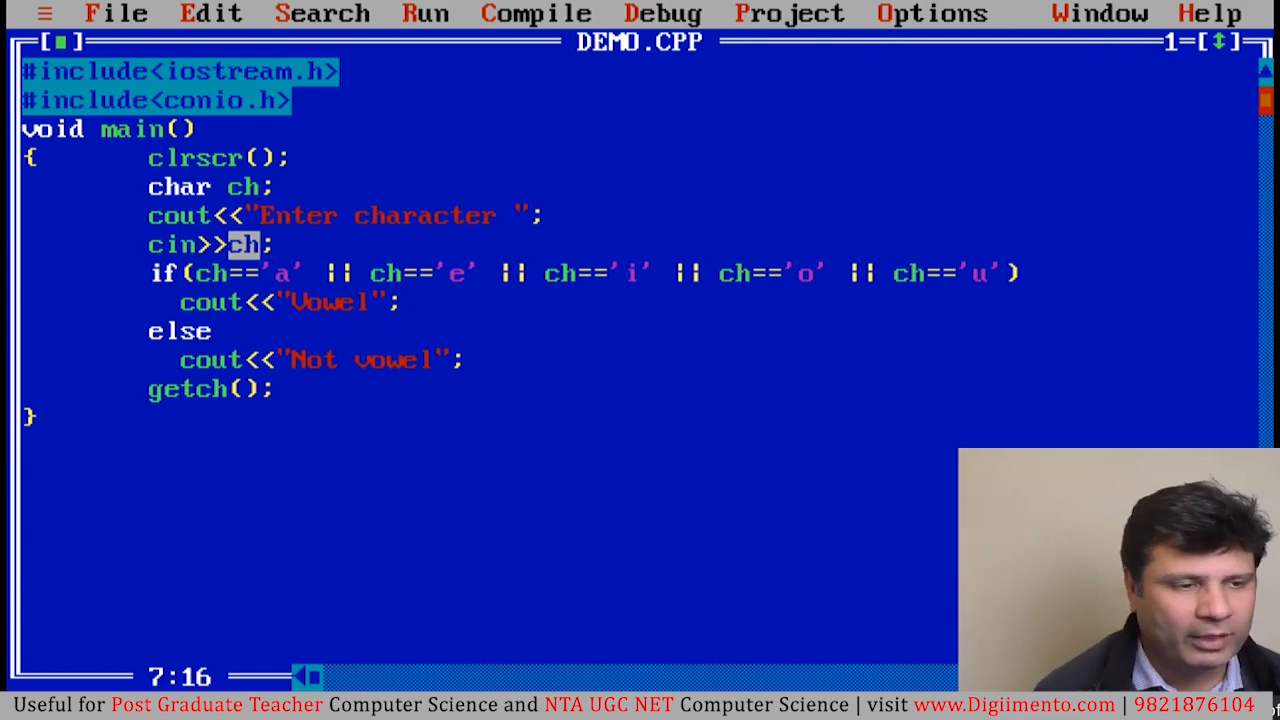 ≡ File Edit Search Run Compile Debug Project Options Window Help
[■] DEMO.CPP 1=[↕]
#include<iostream.h>
#include<conio.h>
void main()
{ clrscr();
char ch;
cout<<"Enter character ";
cin>>ch;
if(ch=='a' || ch=='e' || ch=='i' || ch=='o' || ch=='u')
cout<<"Vowel";
else
cout<<"Not vowel";
getch();
}
7:16
Useful for Post Graduate Teacher Computer Science and NTA UGC NET Computer Science | visit www.Digiimento.com | 9821876104